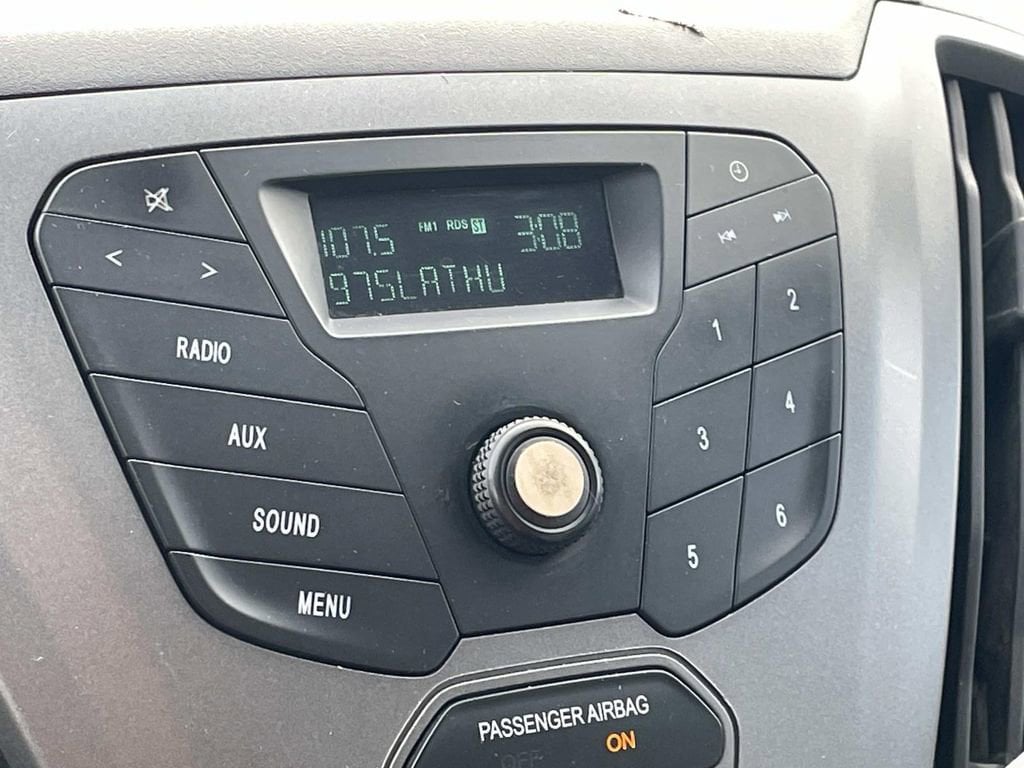 107.5 FM1 RDS ST 3:08
975LATHU
< >
RADIO
AUX
SOUND
MENU
1 2
3 4
5 6
PASSENGER AIRBAG
OFF ON